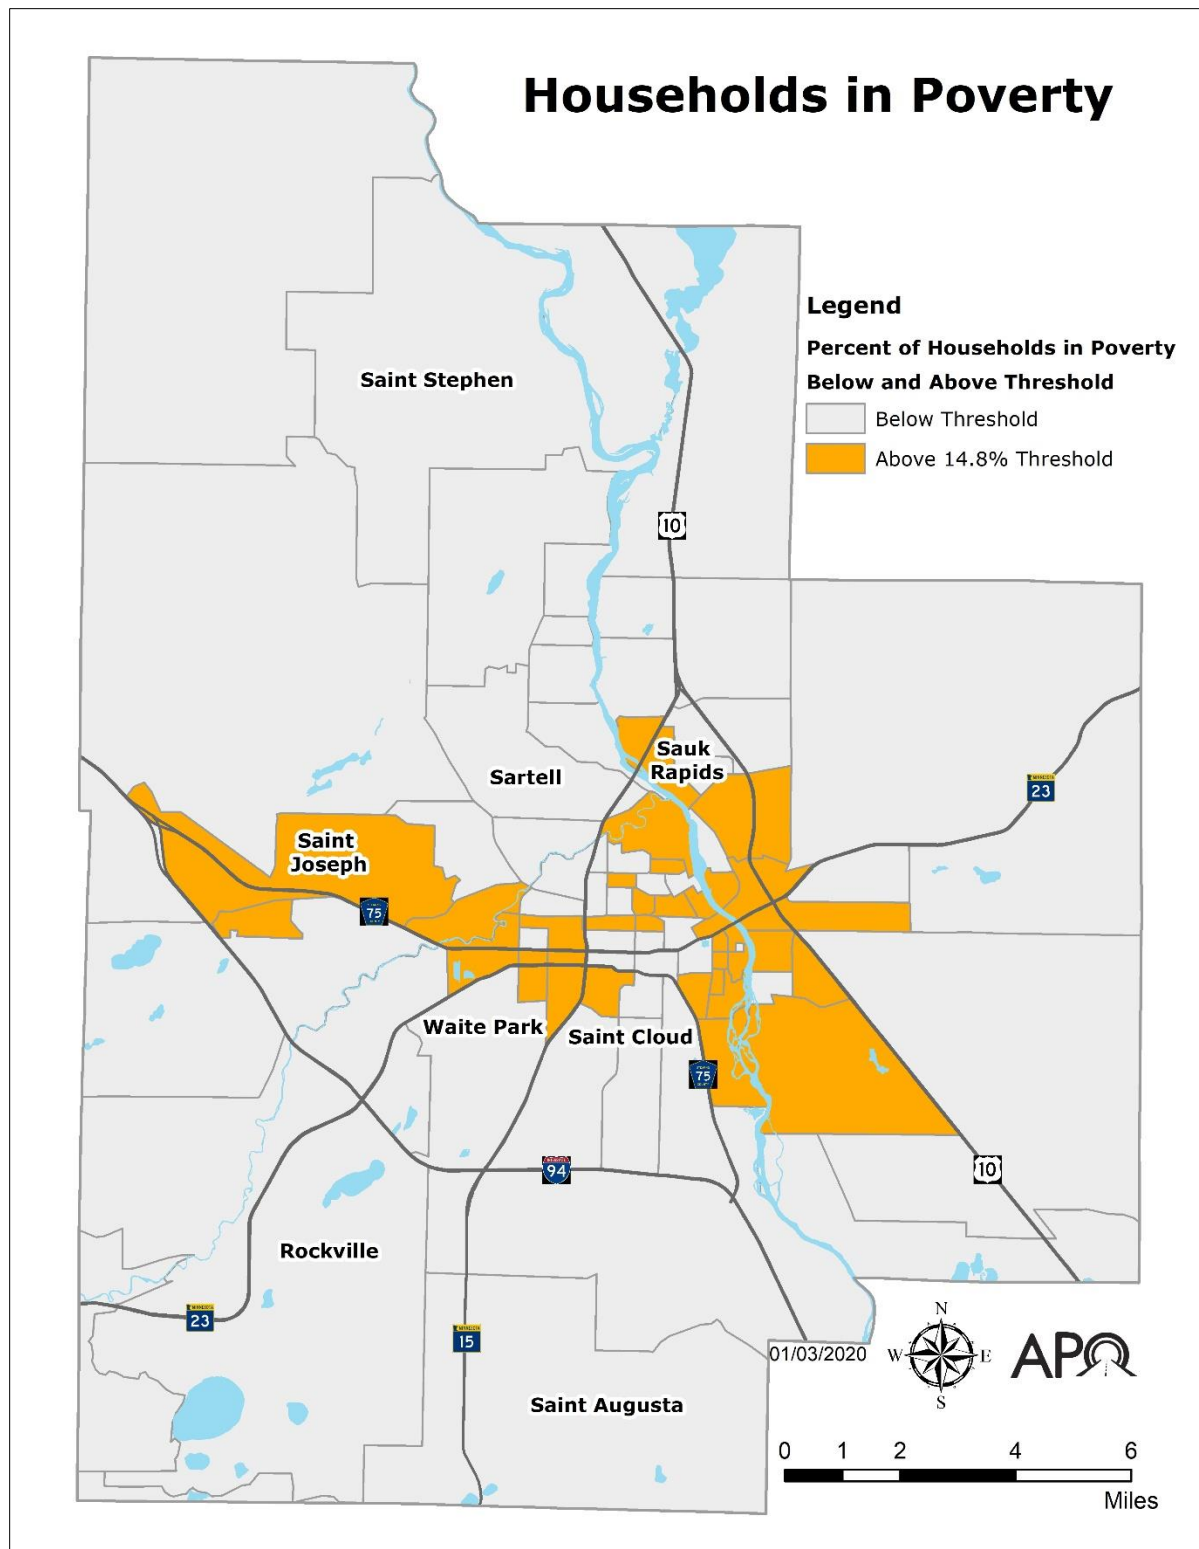 Households in Poverty
Legend
Percent of Households in Poverty
Below and Above Threshold
Below Threshold
Above 14.8% Threshold
Saint Stephen
10
Sauk
Rapids
Sartell
23
Saint
Joseph
75
Waite Park
Saint Cloud
75
94
10
Rockville
23
15
01/03/2020
N
W
E
S
APO
Saint Augusta
0 1 2 4 6
Miles